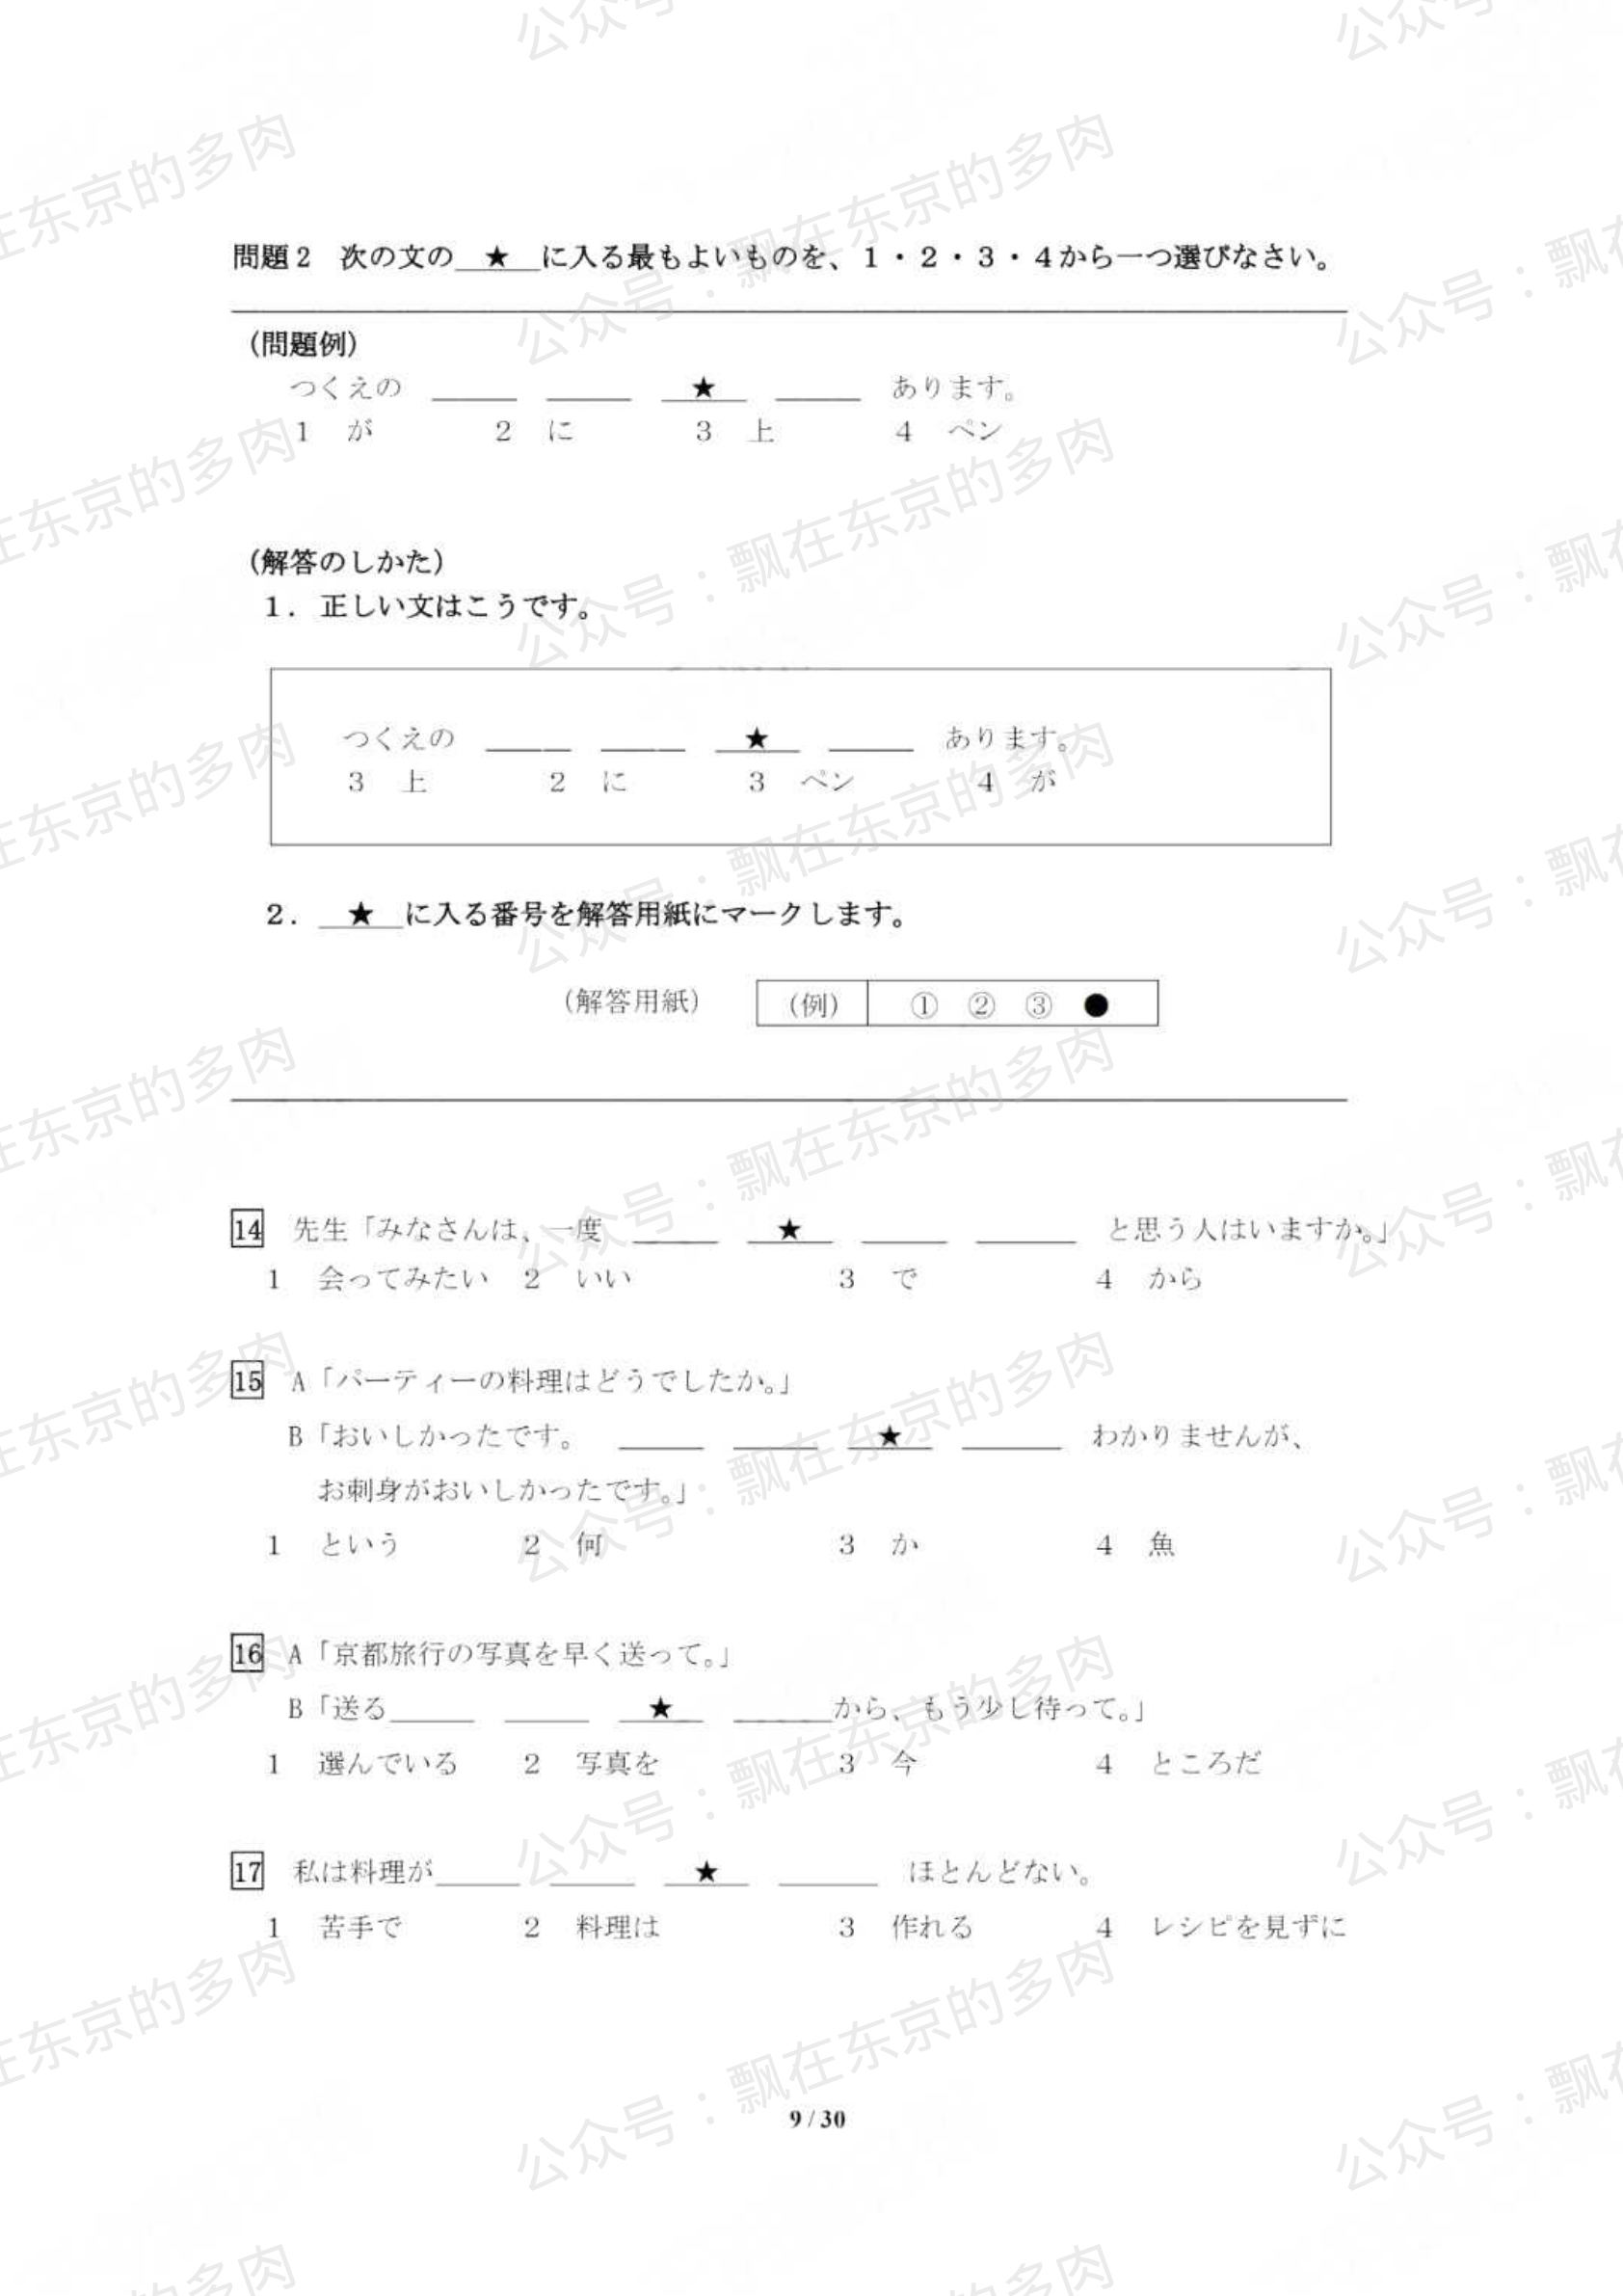 問題2 次の文の ★ に入る最もよいものを、1・2・3・4から一つ選びなさい。
(問題例)
つくえの ＿＿ ＿＿ ★ ＿＿ あります。
1 が 2 に 3 上 4 ペン
(解答のしかた)
1. 正しい文はこうです。
つくえの ＿＿ ＿＿ ★ ＿＿ あります。
3 上 2 に 3 ペン 4 が
2. ★ に入る番号を解答用紙にマークします。
(解答用紙) (例) ① ② ③ ●
14 先生「みなさんは、一度 ＿＿ ★ ＿＿ ＿＿ と思う人はいますか。」
1 会ってみたい 2 いい 3 で 4 から
15 A「パーティーの料理はどうでしたか。」
B「おいしかったです。 ＿＿ ＿＿ ★ ＿＿ わかりませんが、
お刺身がおいしかったです。」
1 という 2 何 3 か 4 魚
16 A「京都旅行の写真を早く送って。」
B「送る＿＿ ＿＿ ★ ＿＿から、もう少し待って。」
1 選んでいる 2 写真を 3 今 4 ところだ
17 私は料理が＿＿ ＿＿ ★ ＿＿ ほとんどない。
1 苦手で 2 料理は 3 作れる 4 レシピを見ずに
9 / 30
公众号：飘在东京的多肉